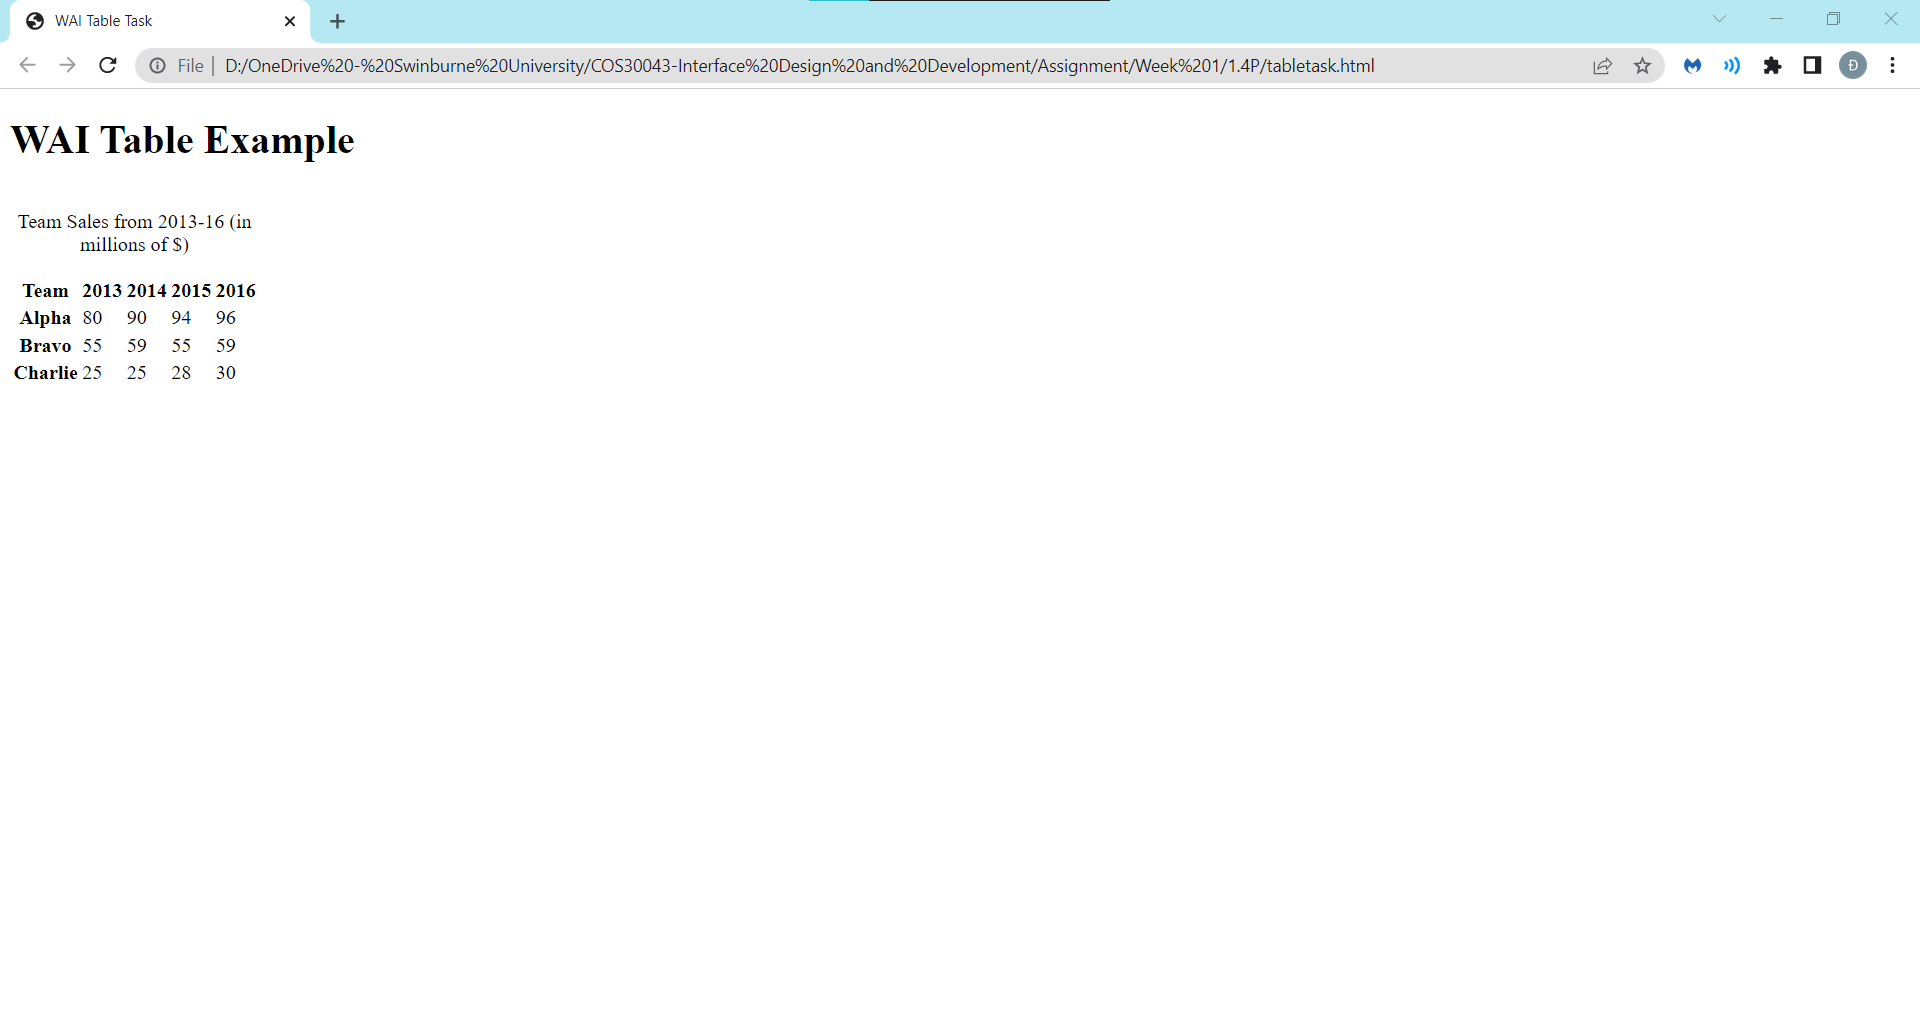 WAI Table Task
File
D:/OneDrive%20-%20Swinburne%20University/COS30043-Interface%20Design%20and%20Development/Assignment/Week%201/1.4P/tabletask.html
Đ
WAI Table Example
Team Sales from 2013-16 (in
millions of $)
Team 2013 2014 2015 2016
Alpha 80 90 94 96
Bravo 55 59 55 59
Charlie 25 25 28 30